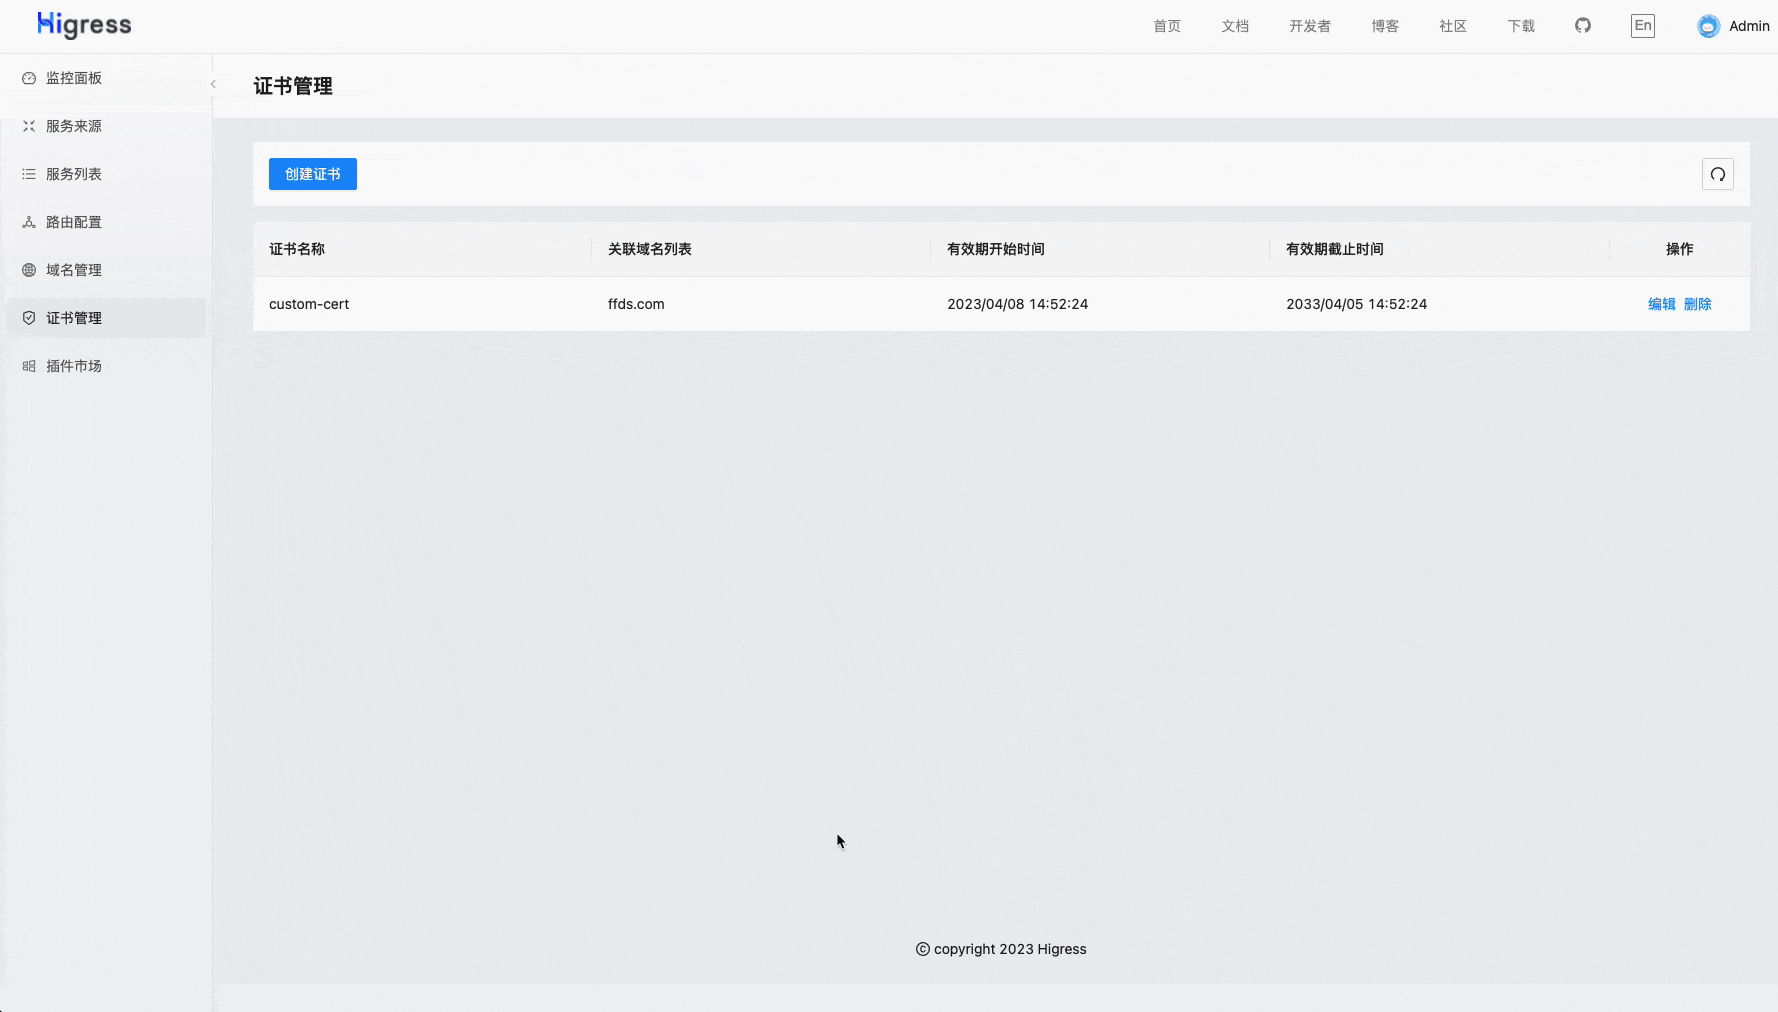 Higress
首页 文档 开发者 博客 社区 下载 En Admin
监控面板
服务来源
服务列表
路由配置
域名管理
证书管理
插件市场
证书管理
创建证书
证书名称 关联域名列表 有效期开始时间 有效期截止时间 操作
custom-cert ffds.com 2023/04/08 14:52:24 2033/04/05 14:52:24 编辑 删除
© copyright 2023 Higress